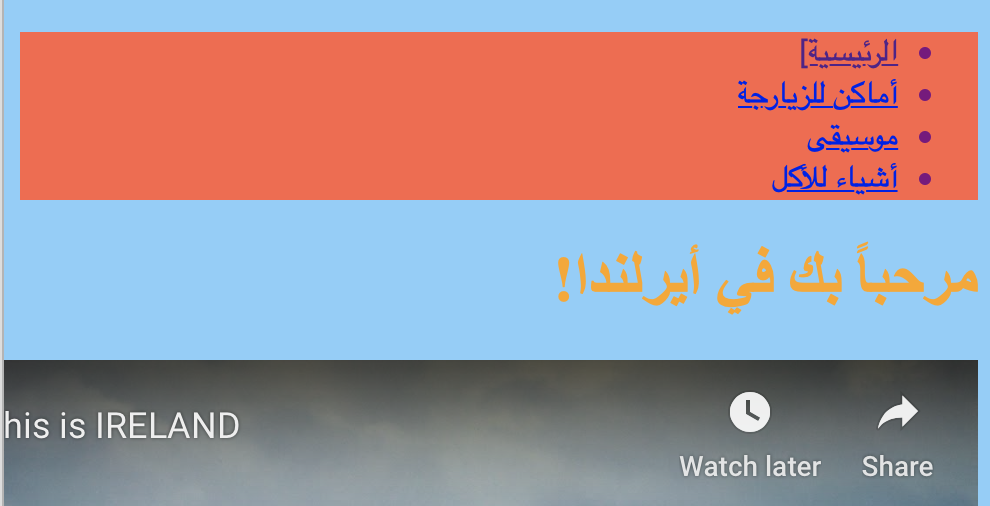 الرئيسية]
أماكن للزيارجة
موسيقى
أشياء للأكل
مرحباً بك في أيرلندا!
his is IRELAND
Watch later
Share